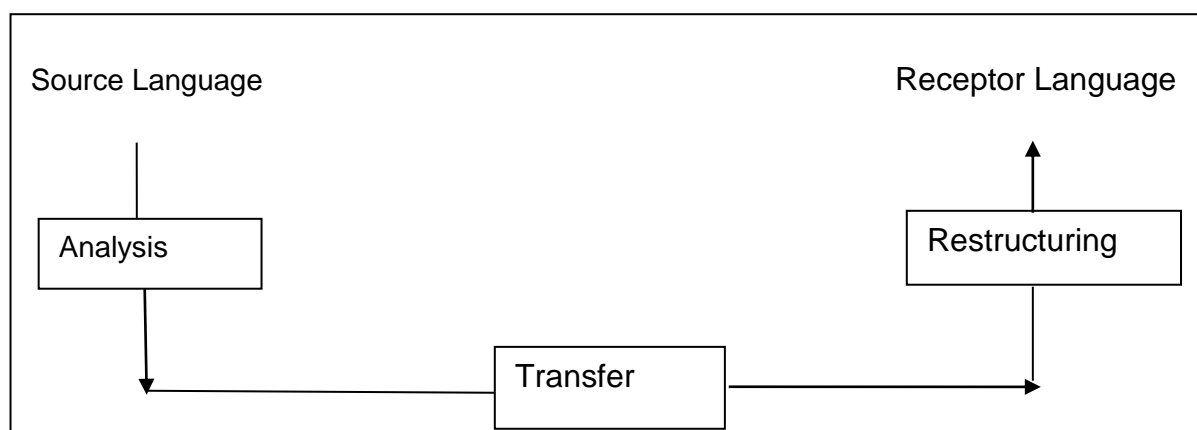 Source Language
Receptor Language
Analysis
Restructuring
Transfer